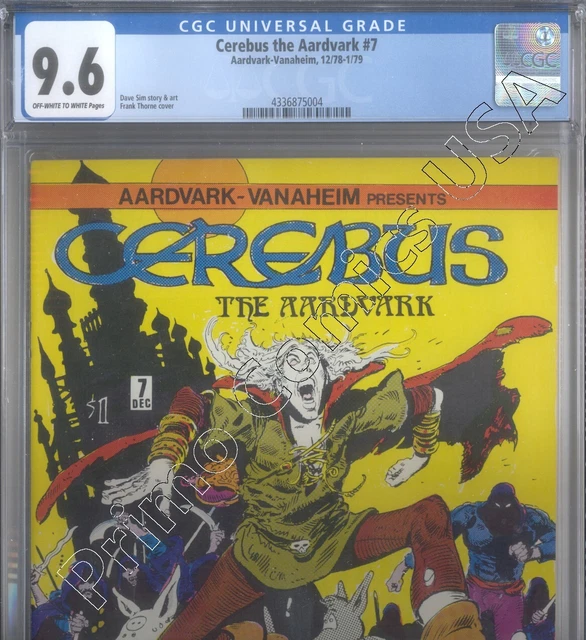 CGC UNIVERSAL GRADE
9.6
OFF-WHITE TO WHITE Pages
Cerebus the Aardvark #7
Aardvark-Vanaheim, 12/78-1/79
Dave Sim story & art
Frank Thorne cover
4336875004
CGC
AARDVARK-VANAHEIM PRESENTS
CEREBUS
THE AARDVARK
7
DEC
$1
Primo Comics USA